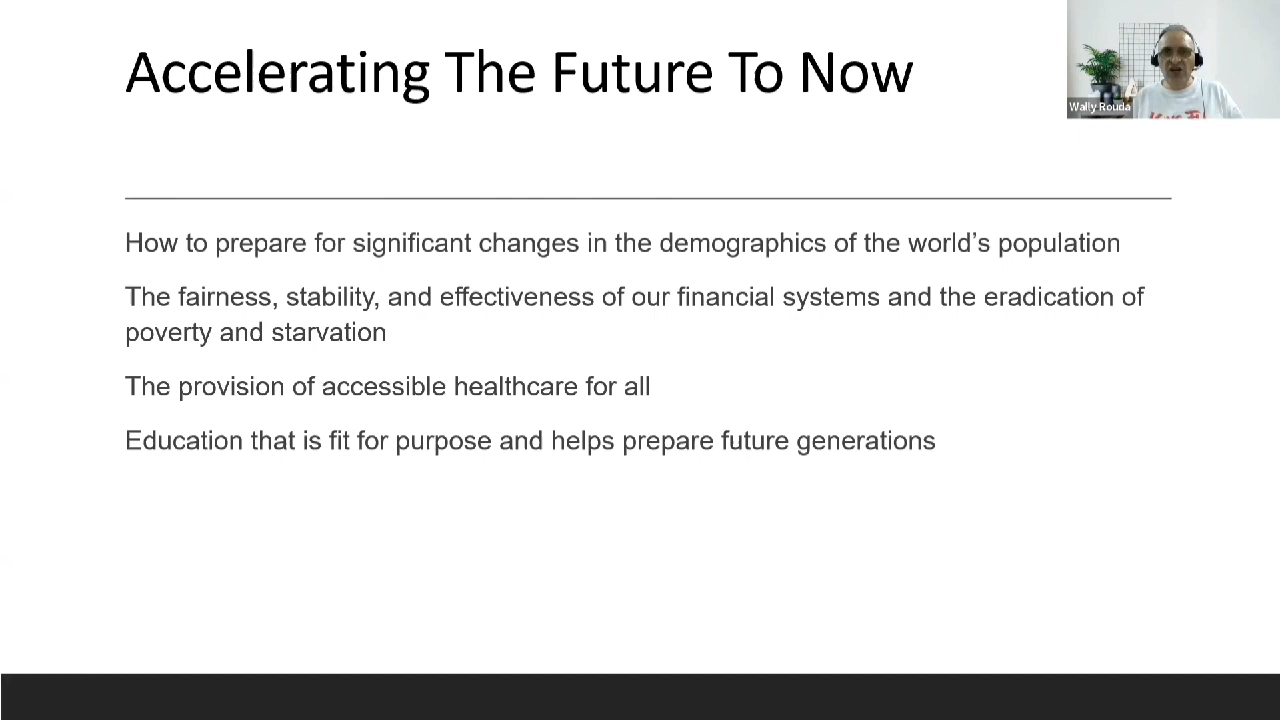 Accelerating The Future To Now
Wally Rouda
How to prepare for significant changes in the demographics of the world’s population
The fairness, stability, and effectiveness of our financial systems and the eradication of
poverty and starvation
The provision of accessible healthcare for all
Education that is fit for purpose and helps prepare future generations